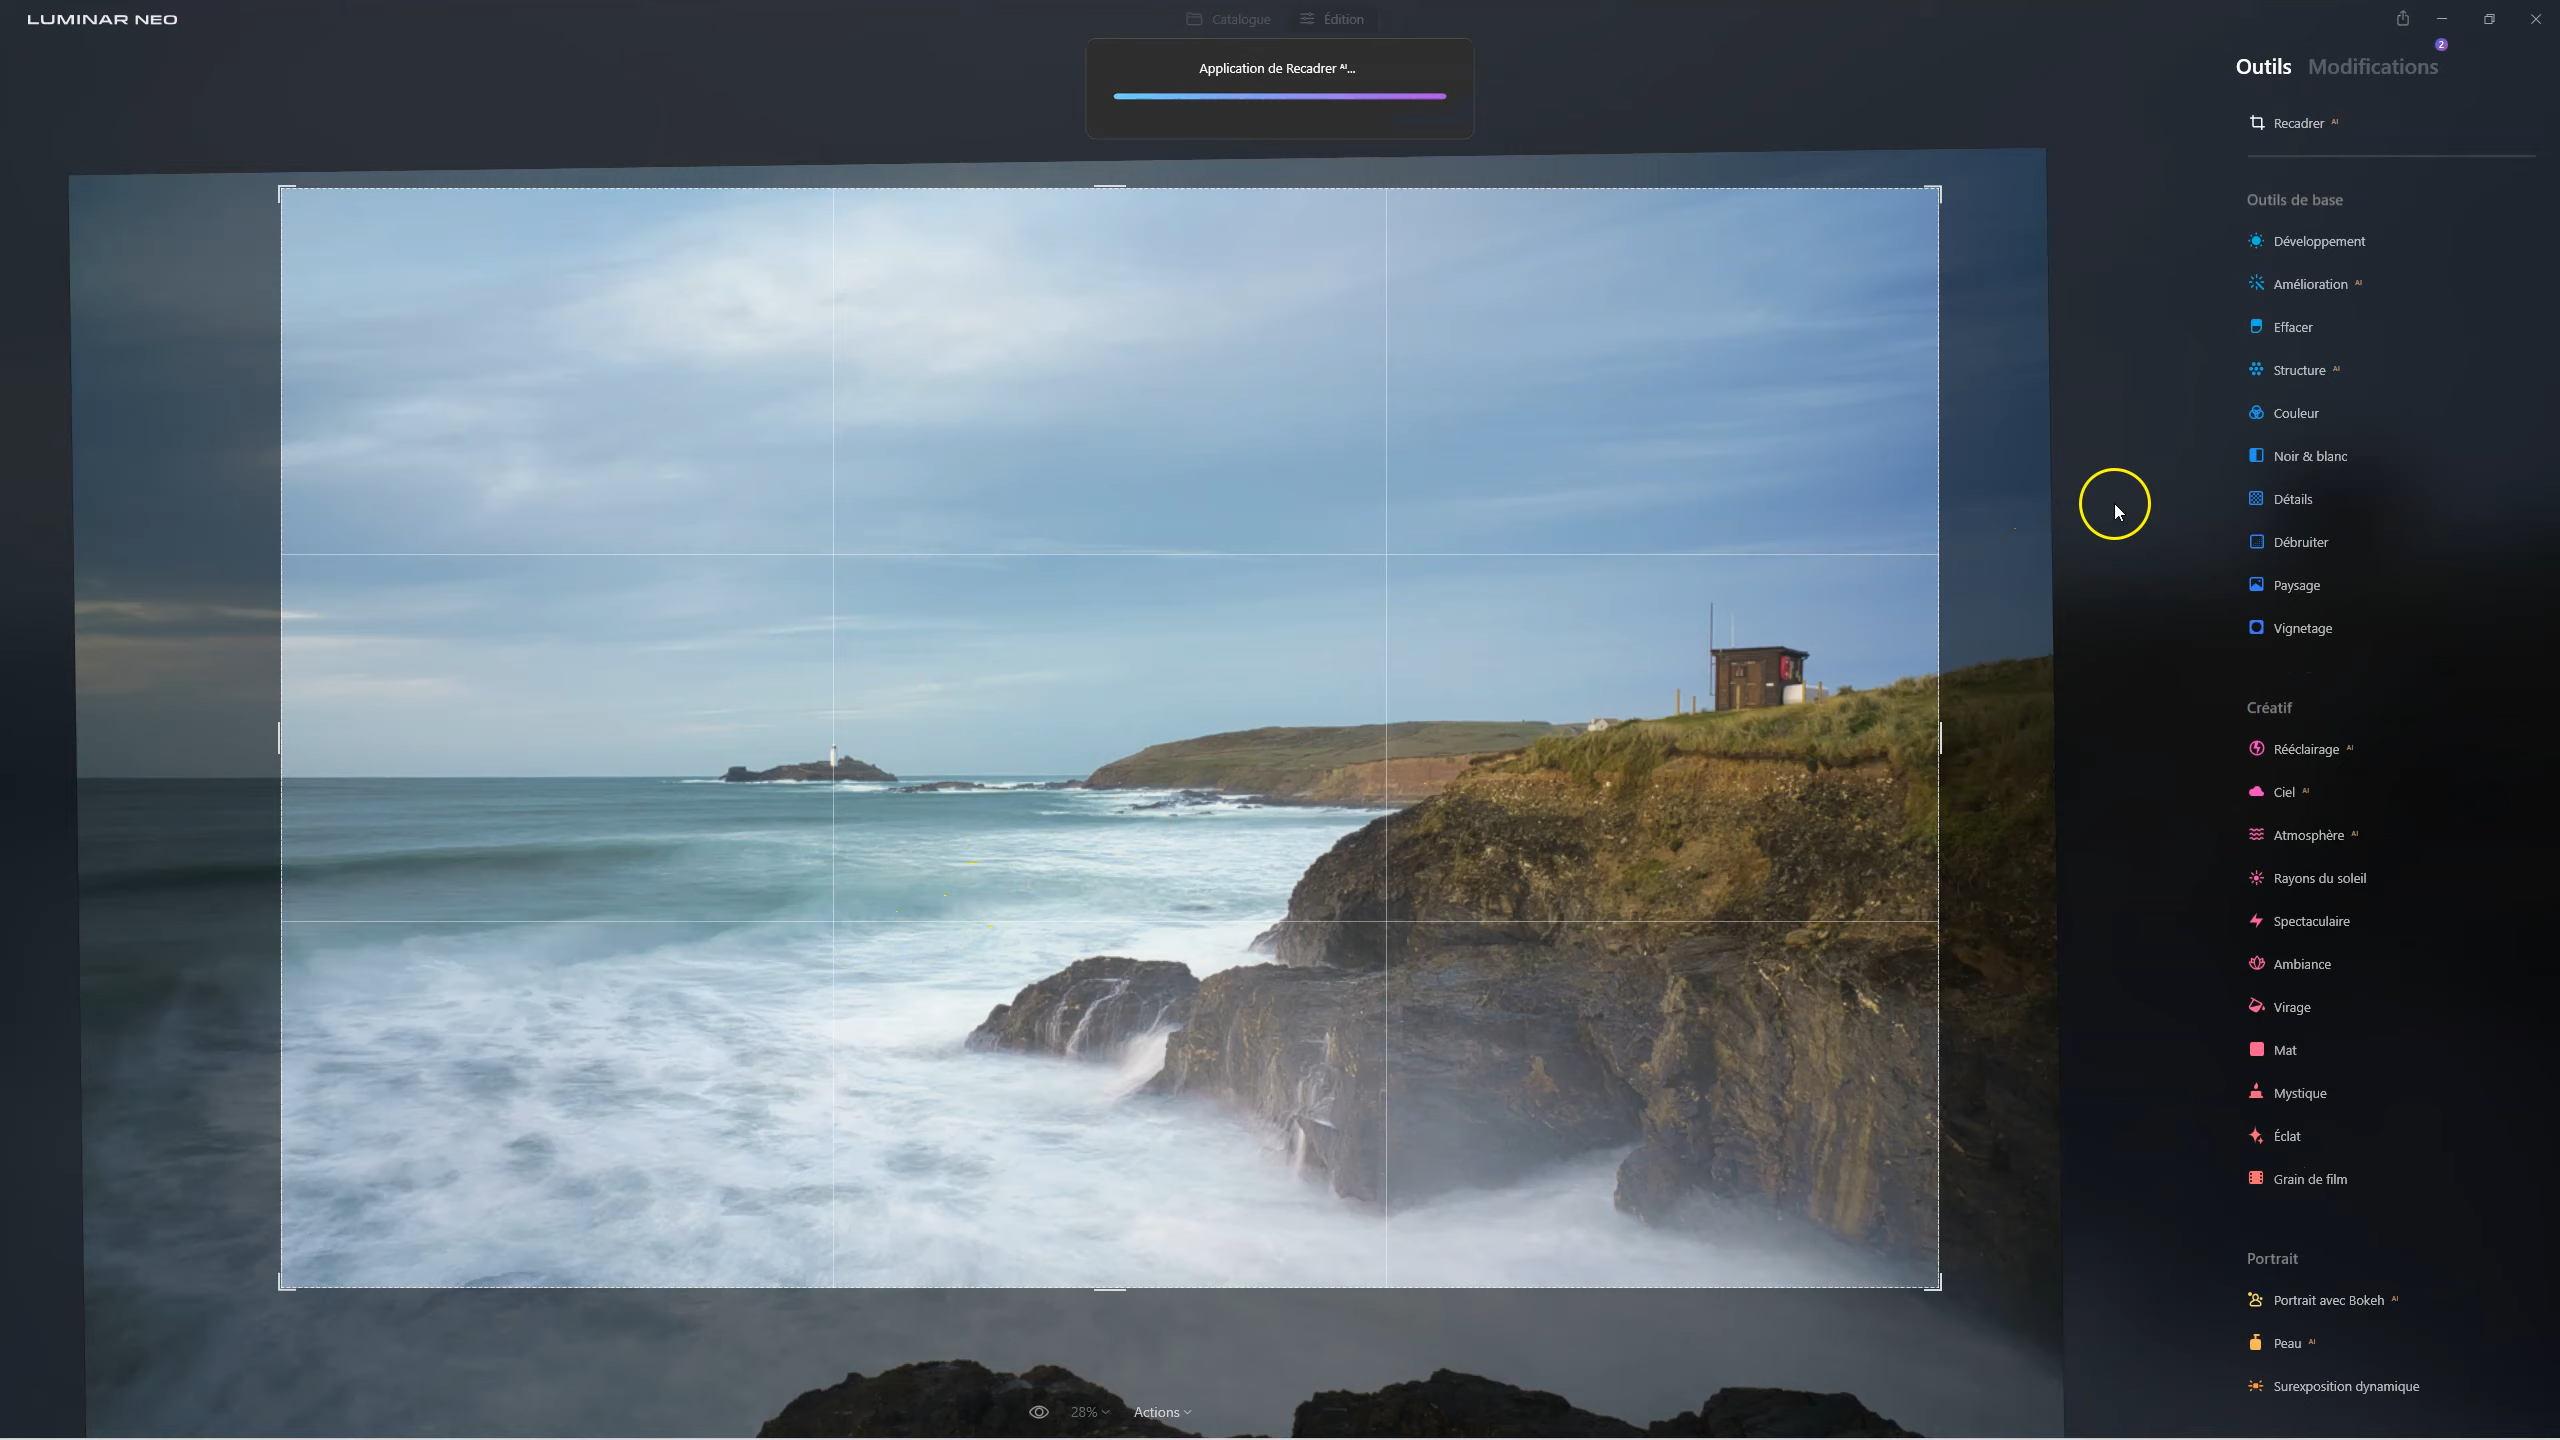 LUMINAR NEO
Catalogue
Édition
Application de Recadrer AI...
2
Outils Modifications
Recadrer AI
Outils de base
Développement
Amélioration AI
Effacer
Structure AI
Couleur
Noir & blanc
Détails
Débruiter
Paysage
Vignetage
Créatif
Rééclairage AI
Ciel AI
Atmosphère AI
Rayons du soleil
Spectaculaire
Ambiance
Virage
Mat
Mystique
Éclat
Grain de film
Portrait
Portrait avec Bokeh AI
Peau AI
Surexposition dynamique
28%
Actions